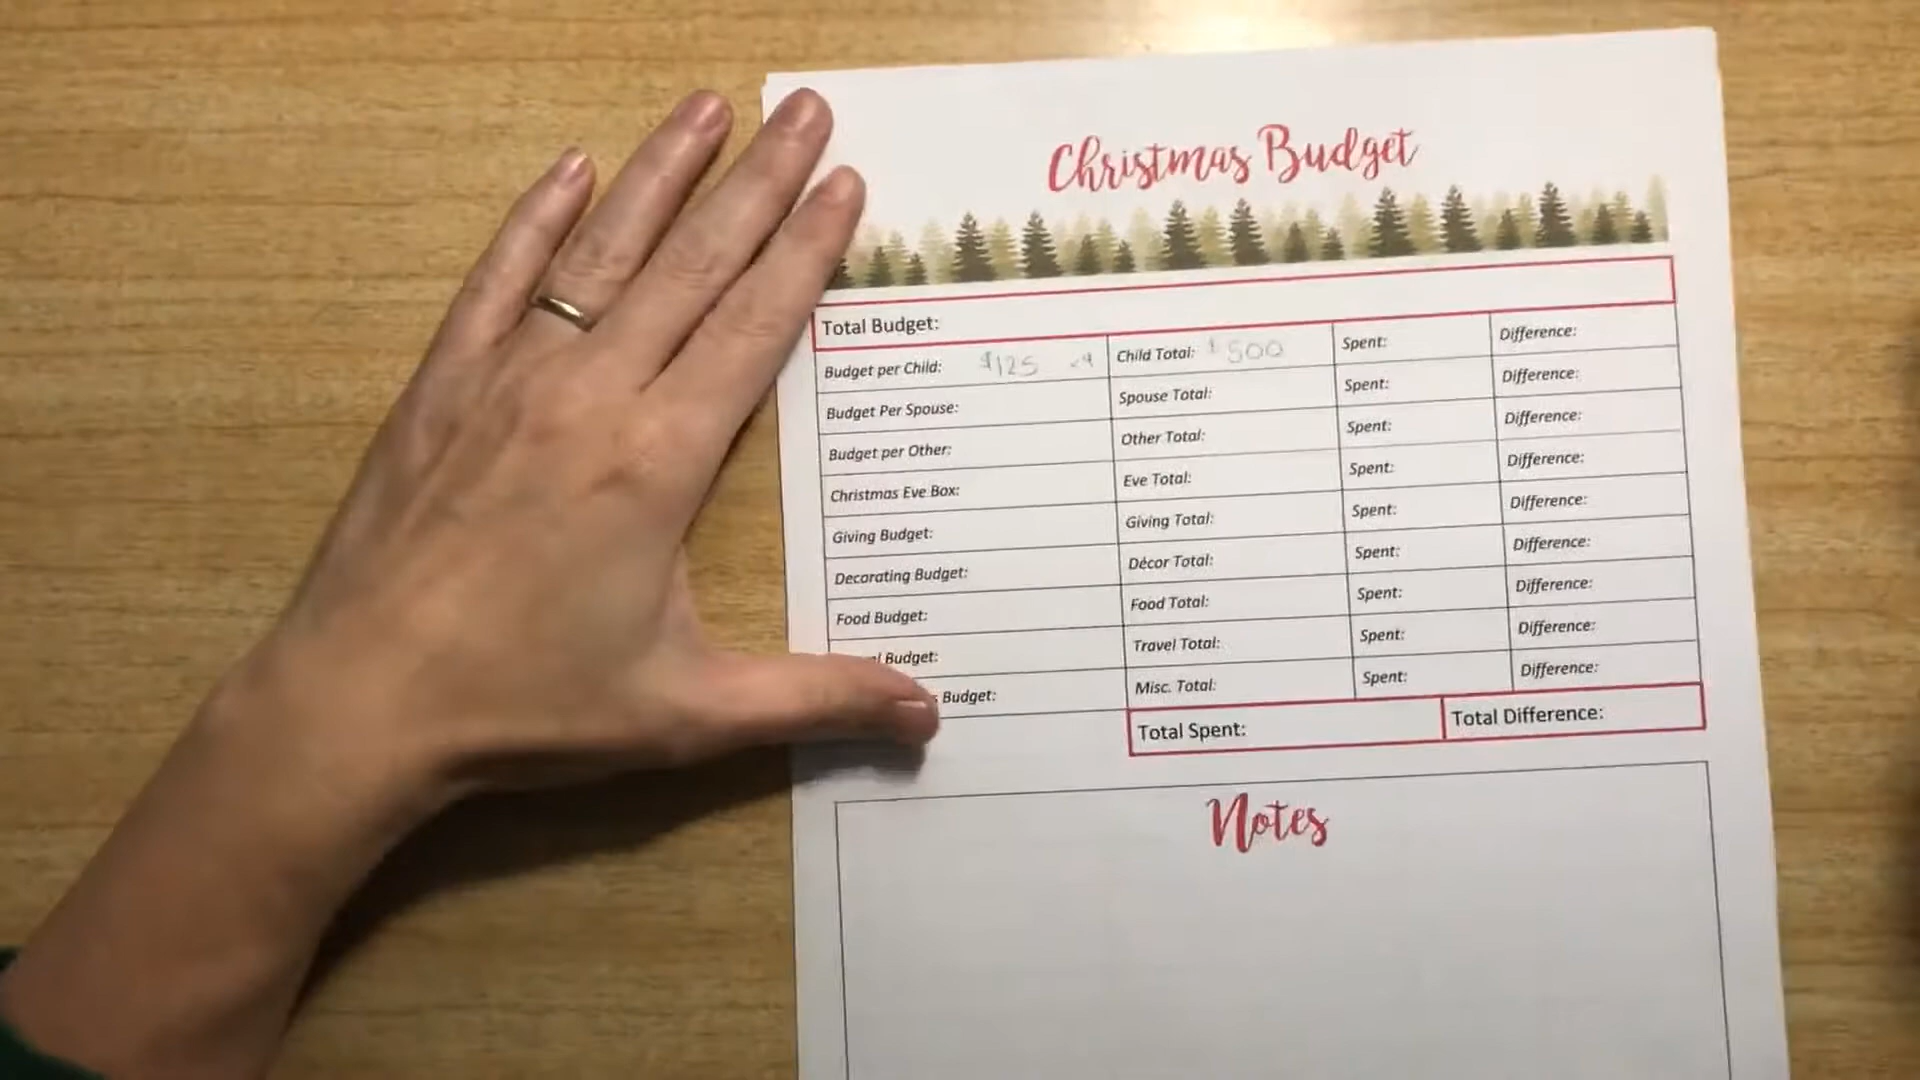 Christmas Budget
Total Budget:
Budget per Child: $125 x4 Child Total: $500 Spent: Difference:
Budget Per Spouse: Spouse Total: Spent: Difference:
Budget per Other: Other Total: Spent: Difference:
Christmas Eve Box: Eve Total: Spent: Difference:
Giving Budget: Giving Total: Spent: Difference:
Decorating Budget: Décor Total: Spent: Difference:
Food Budget: Food Total: Spent: Difference:
Budget: Travel Total: Spent: Difference:
Budget: Misc. Total: Spent: Difference:
Total Spent: Total Difference:
Notes